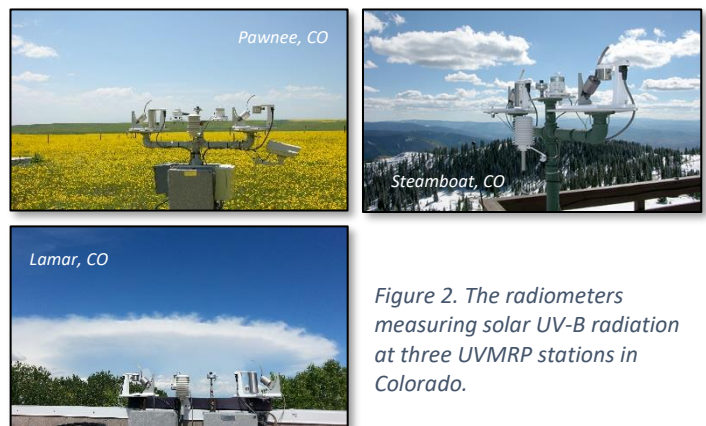 Pawnee, CO
Steamboat, CO
Lamar, CO
Figure 2. The radiometers
measuring solar UV-B radiation
at three UVMRP stations in
Colorado.